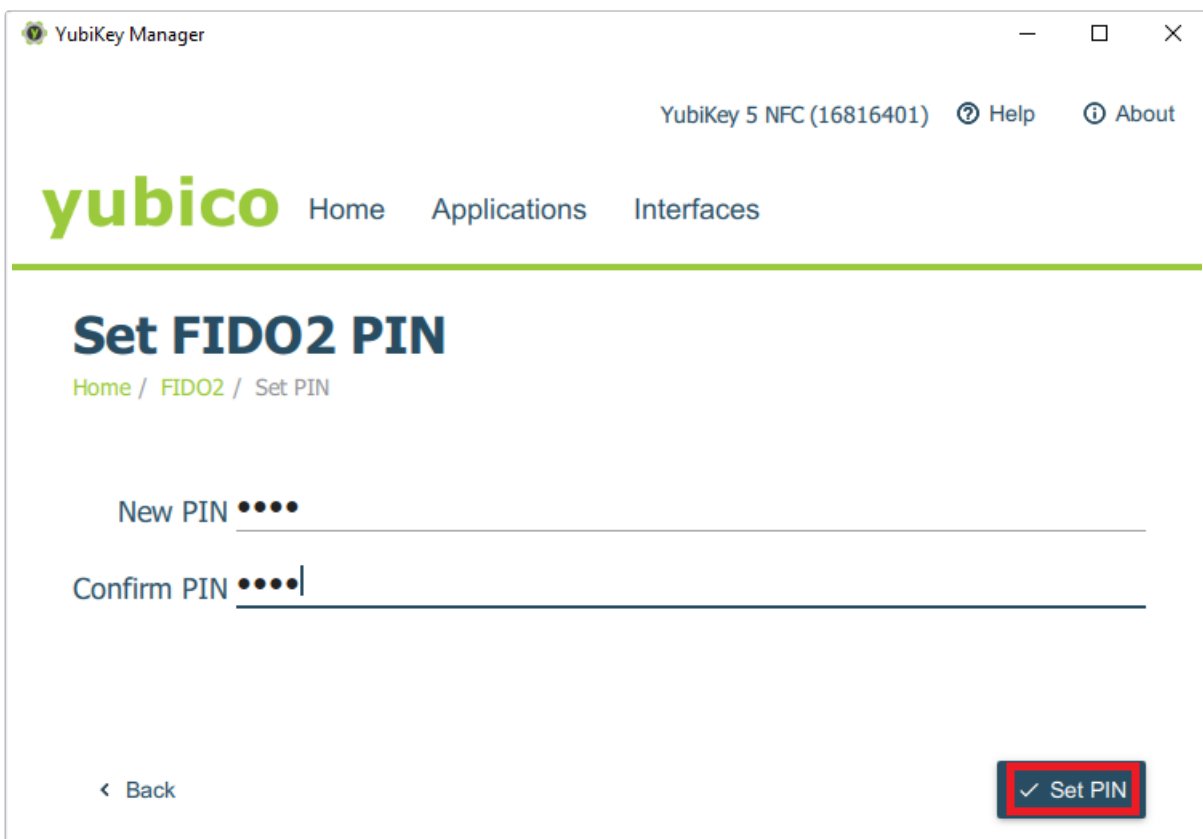 YubiKey Manager
YubiKey 5 NFC (16816401) Help About
yubico Home Applications Interfaces
Set FIDO2 PIN
Home / FIDO2 / Set PIN
New PIN ••••
Confirm PIN ••••
Back Set PIN